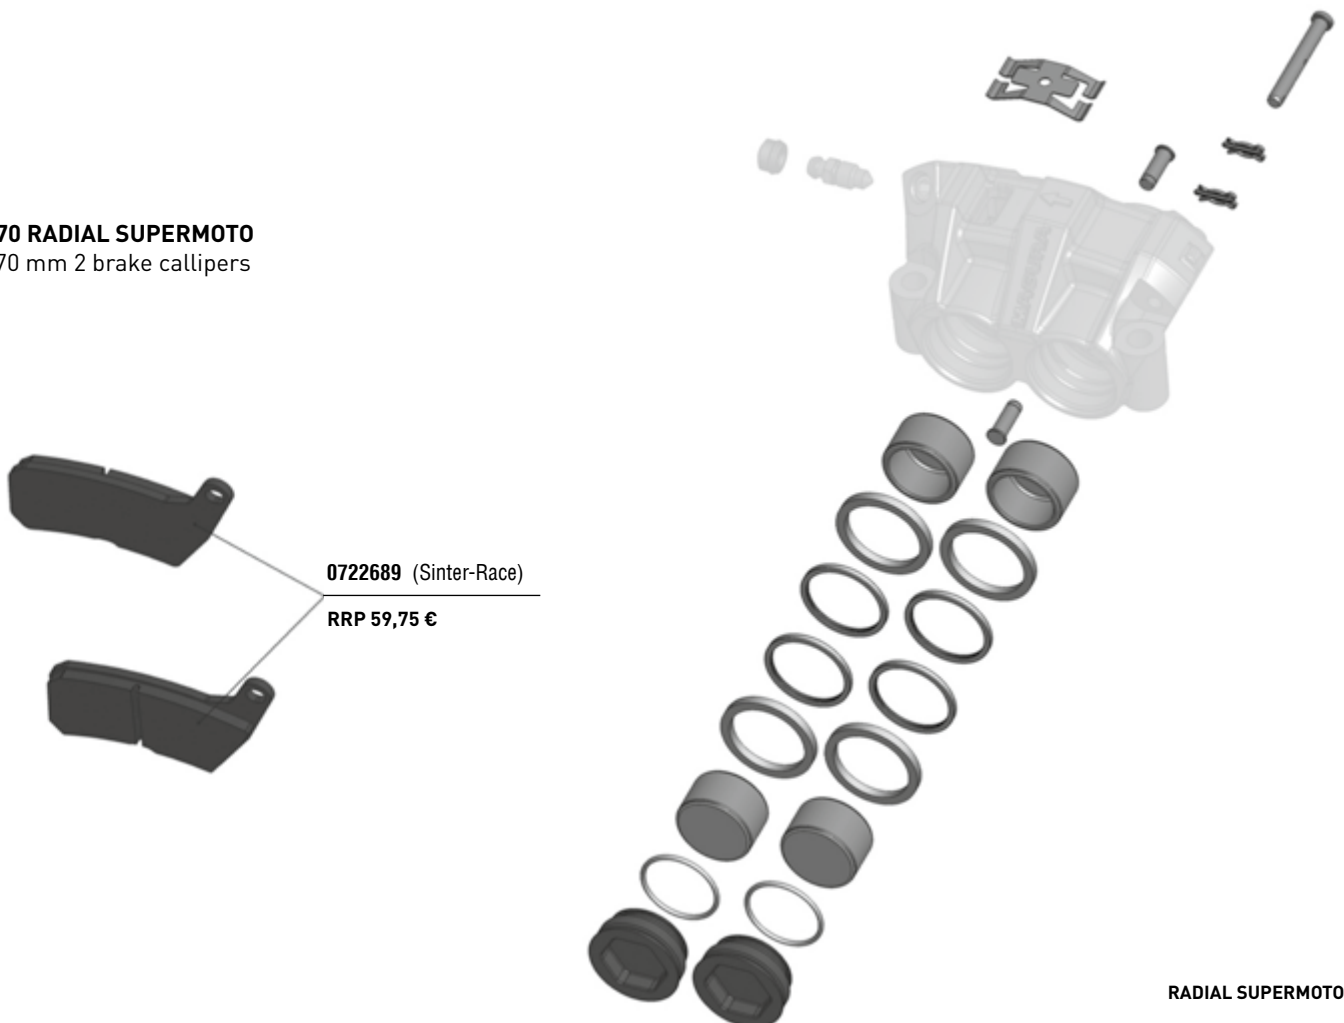 70 RADIAL SUPERMOTO
70 mm 2 brake callipers
0722689 (Sinter-Race)
RRP 59,75 €
RADIAL SUPERMOTO